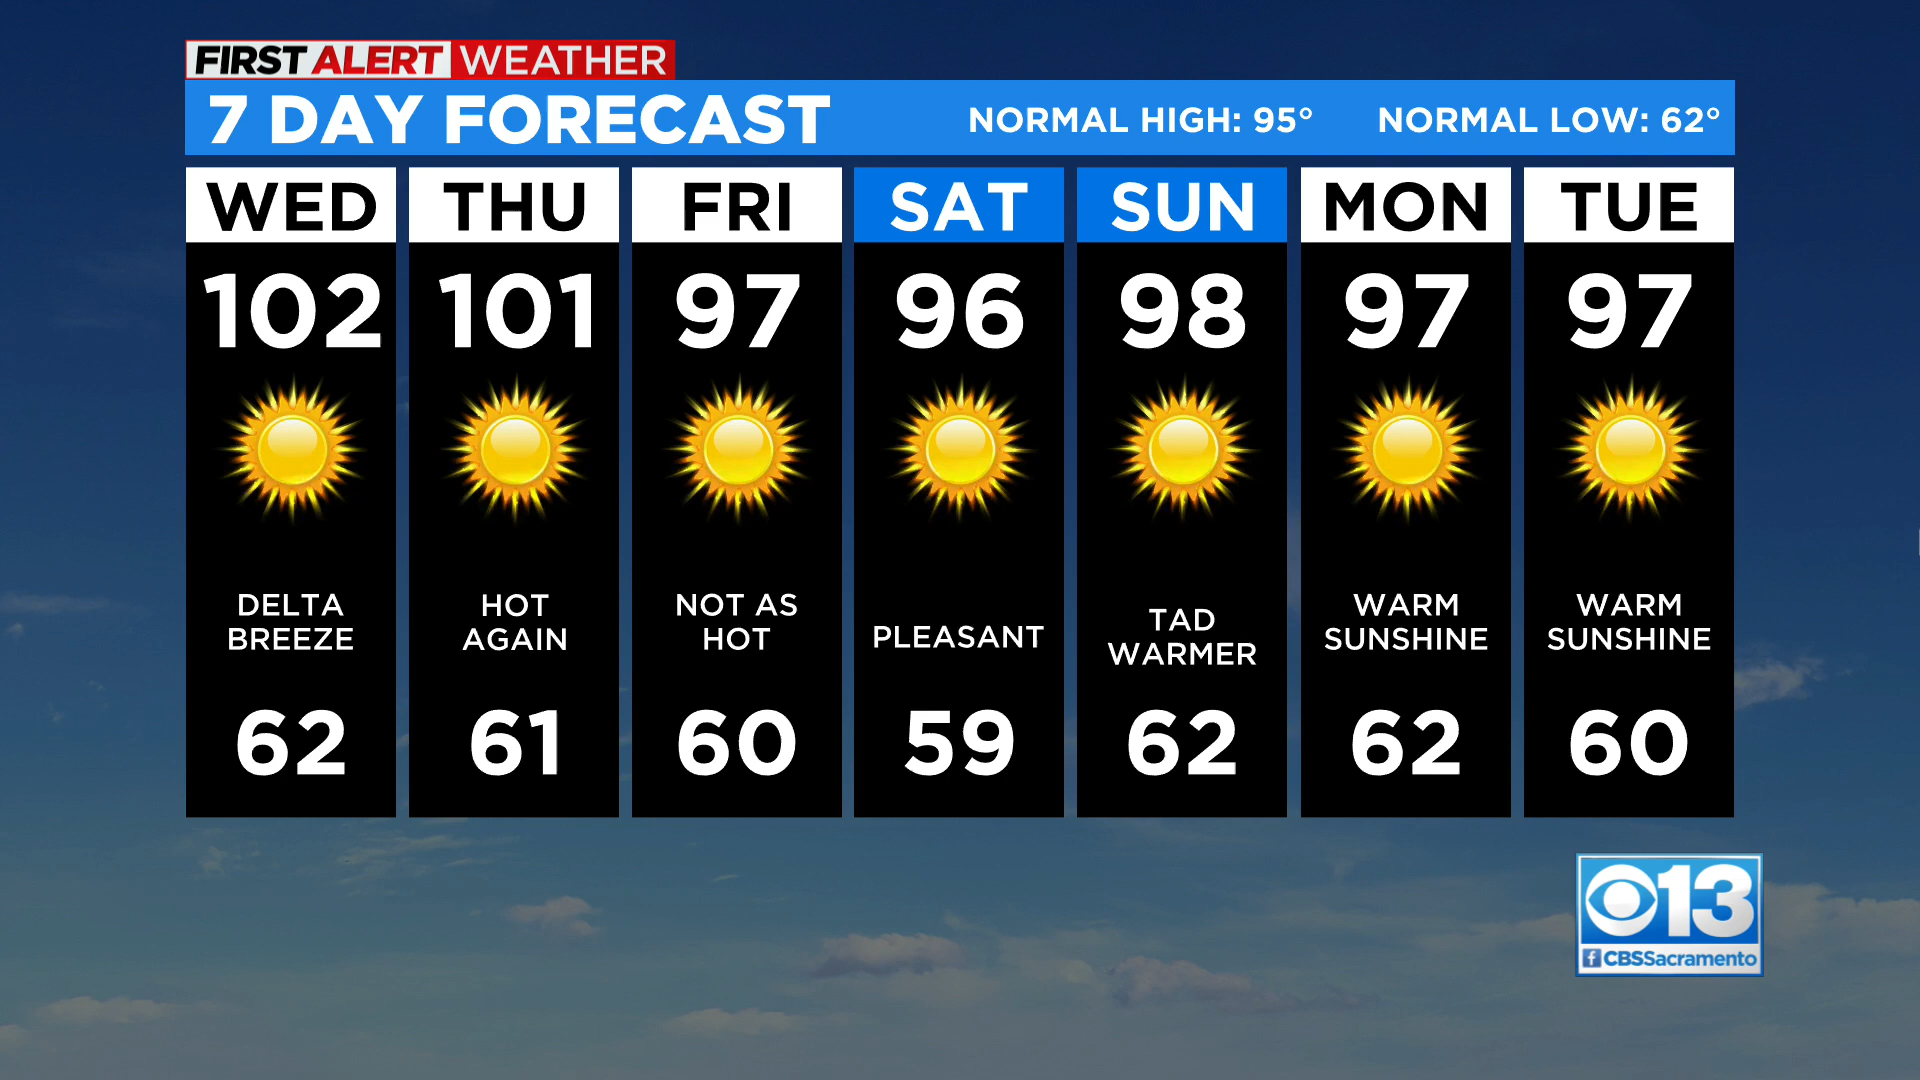 FIRST ALERT WEATHER
7 DAY FORECAST NORMAL HIGH: 95° NORMAL LOW: 62°
WED THU FRI SAT SUN MON TUE
102 101 97 96 98 97 97
DELTA BREEZE
HOT AGAIN
NOT AS HOT
PLEASANT
TAD WARMER
WARM SUNSHINE
WARM SUNSHINE
62 61 60 59 62 62 60
13
f CBSSacramento